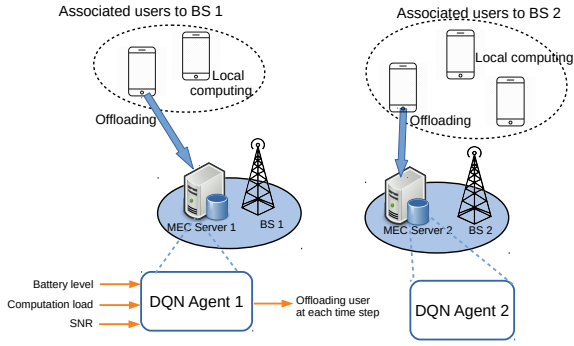 Associated users to BS 1
Associated users to BS 2
Local
computing
Local computing
Offloading
Offloading
MEC Server 1
BS 1
MEC Server 2
BS 2
Battery level
Computation load
SNR
DQN Agent 1
Offloading user
at each time step
DQN Agent 2